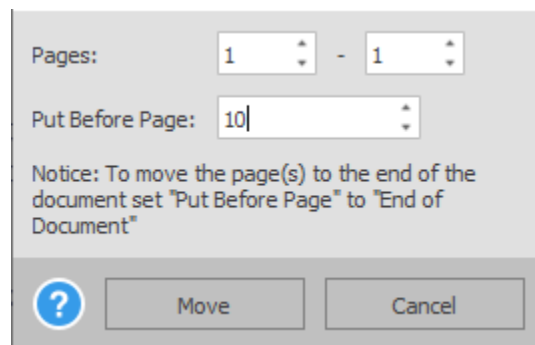 Pages: 1 - 1
Put Before Page: 10
Notice: To move the page(s) to the end of the
document set "Put Before Page" to "End of
Document"
? Move Cancel